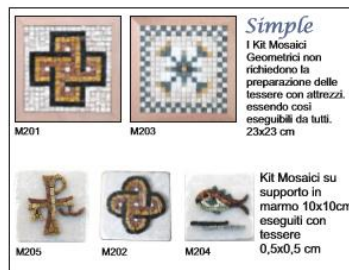 Simple
I Kit Mosaici
Geometrici non
richiedono la
preparazione delle
tessere con attrezzi.
essendo così
eseguibili da tutti.
23x23 cm
M201
M203
Kit Mosaici su
supporto in
marmo 10x10cm
eseguiti con
tessere
0,5x0,5 cm
M205
M202
M204